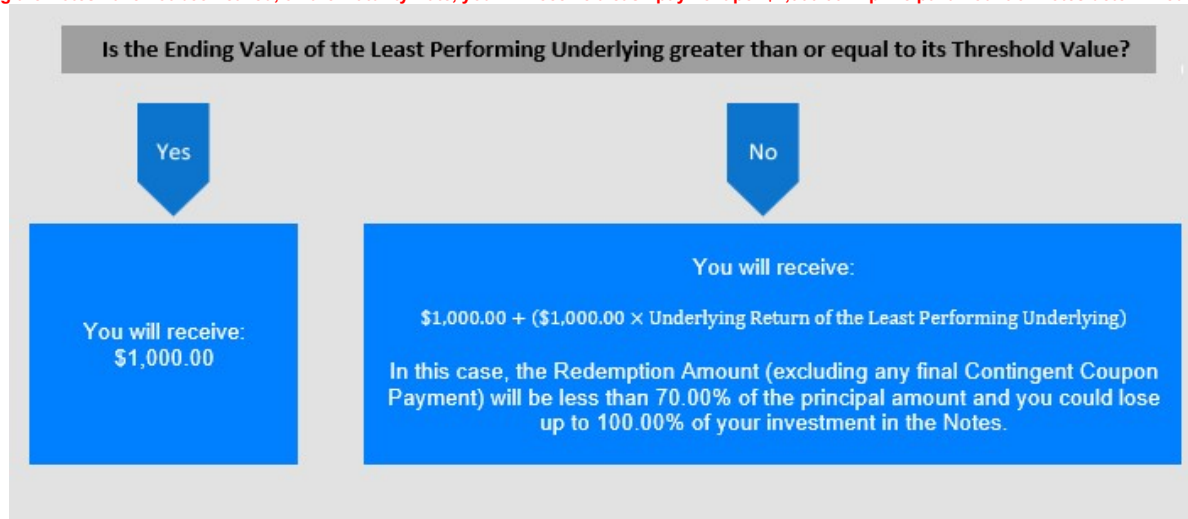 Is the Ending Value of the Least Performing Underlying greater than or equal to its Threshold Value?
Yes
No
You will receive:
$1,000.00
You will receive:
$1,000.00 + ($1,000.00 × Underlying Return of the Least Performing Underlying)
In this case, the Redemption Amount (excluding any final Contingent Coupon
Payment) will be less than 70.00% of the principal amount and you could lose
up to 100.00% of your investment in the Notes.